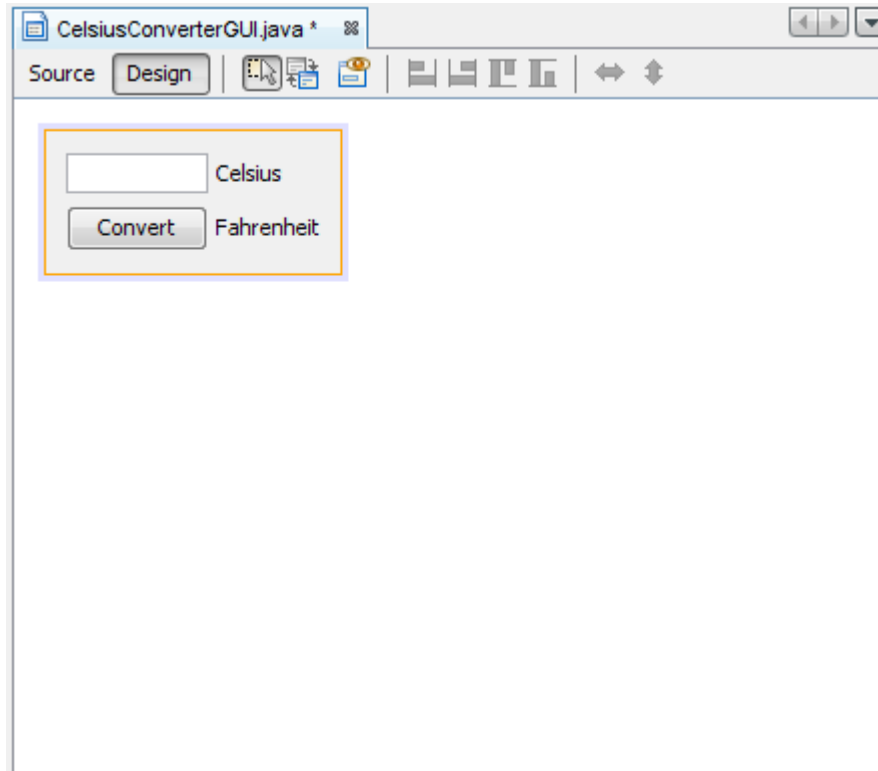 CelsiusConverterGUI.java *
Source Design
Celsius
Convert Fahrenheit